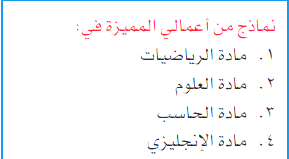 نماذج من أعمالي المميزة في:
١. مادة الرياضيات
٢. مادة العلوم
٣. مادة الحاسب
٤. مادة الإنجليزي